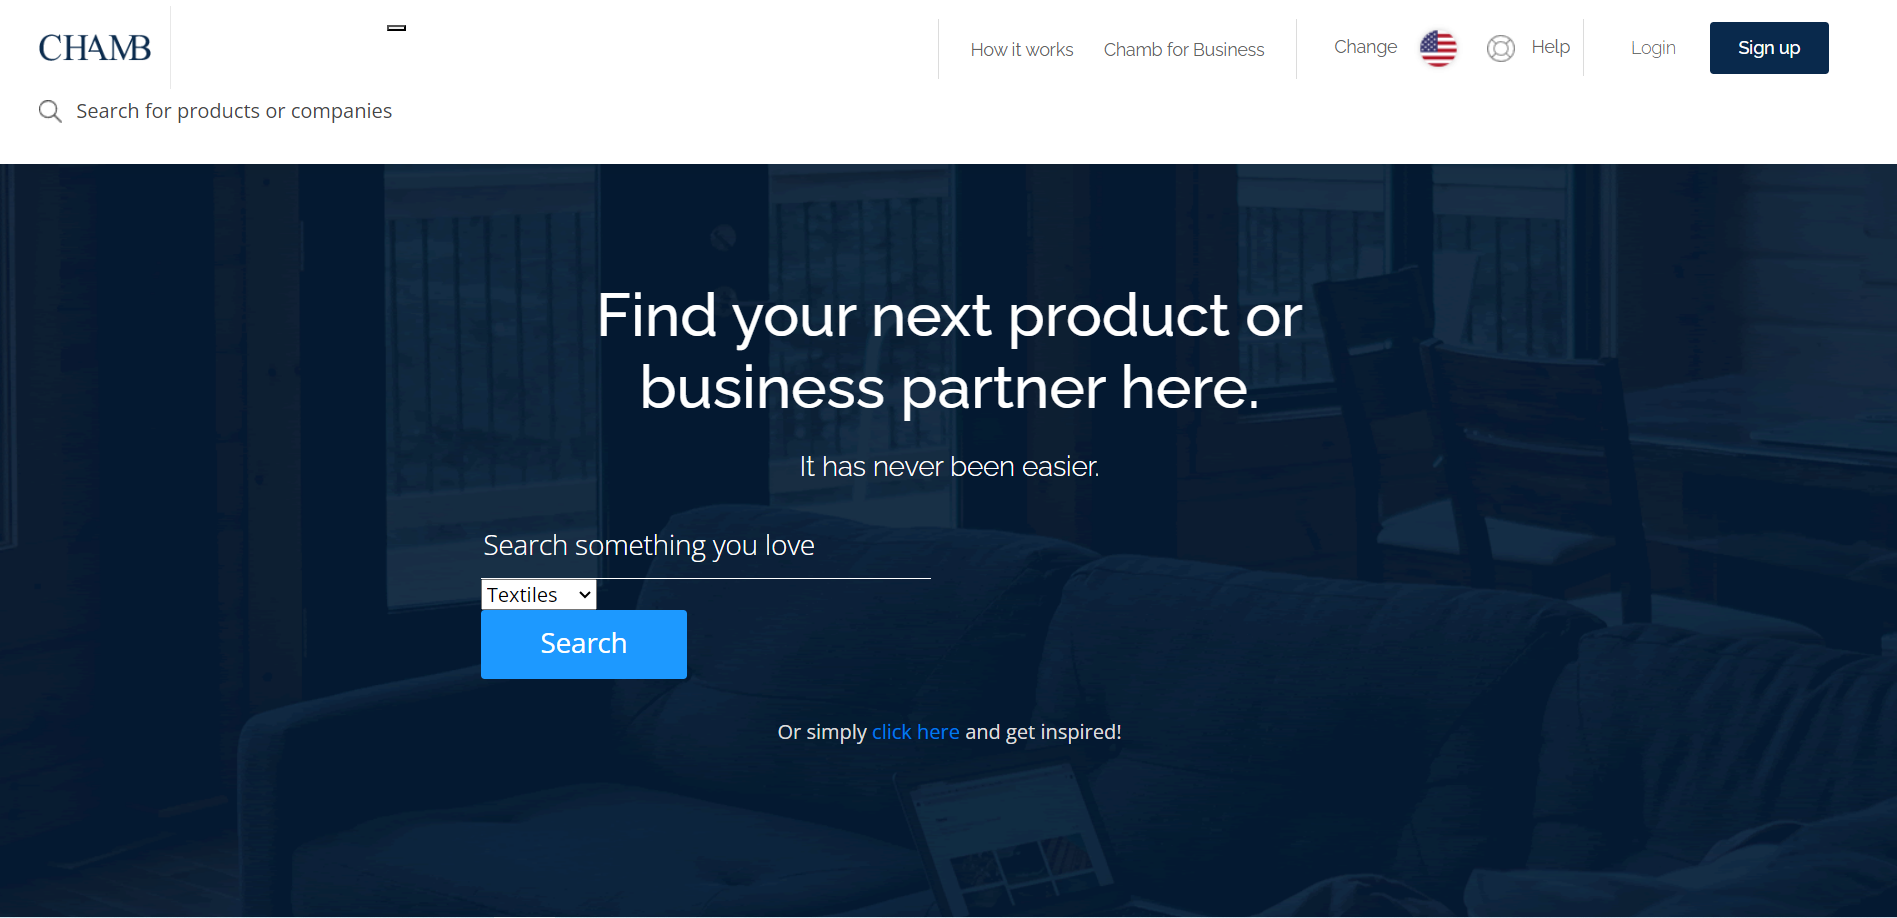 CHAMB
How it works
Chamb for Business
Change
Help
Login
Sign up
Search for products or companies
Find your next product or
business partner here.
It has never been easier.
Search something you love
Textiles
Search
Or simply click here and get inspired!